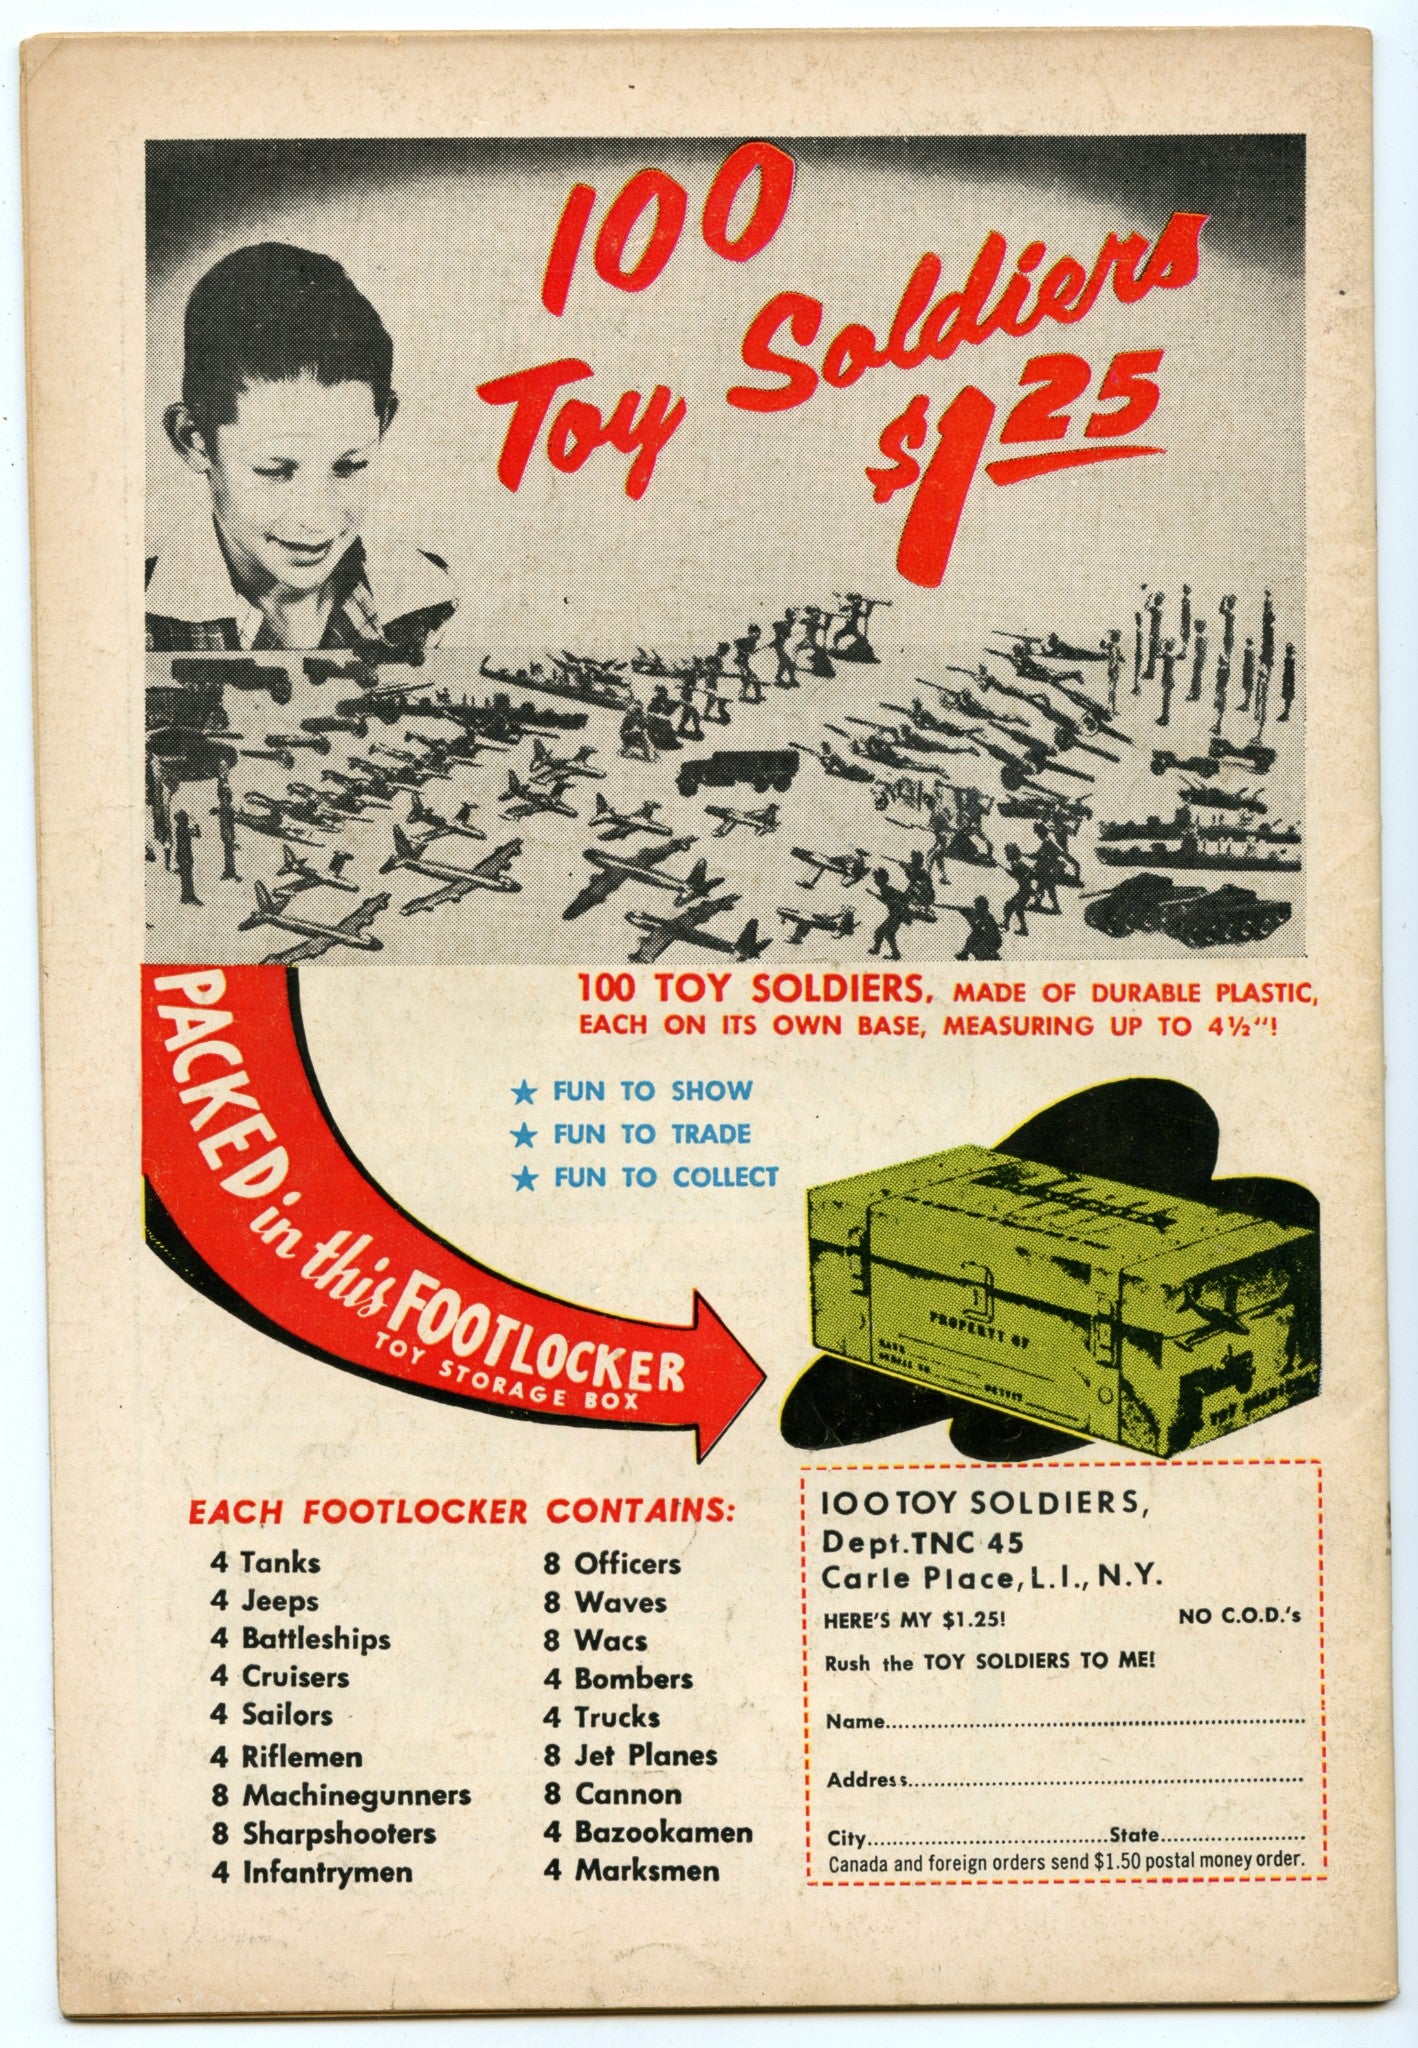 100
Toy Soldiers
$1.25
100 TOY SOLDIERS, MADE OF DURABLE PLASTIC,
EACH ON ITS OWN BASE, MEASURING UP TO 4½"!
PACKED in this FOOTLOCKER
TOY STORAGE BOX
★ FUN TO SHOW
★ FUN TO TRADE
★ FUN TO COLLECT
PROPERTY OF
EACH FOOTLOCKER CONTAINS:
4 Tanks
4 Jeeps
4 Battleships
4 Cruisers
4 Sailors
4 Riflemen
8 Machinegunners
8 Sharpshooters
4 Infantrymen
8 Officers
8 Waves
8 Wacs
4 Bombers
4 Trucks
8 Jet Planes
8 Cannon
4 Bazookamen
4 Marksmen
100 TOY SOLDIERS,
Dept. TNC 45
Carle Place, L.I., N.Y.
HERE'S MY $1.25! NO C.O.D.'s
Rush the TOY SOLDIERS TO ME!
Name
Address
City State
Canada and foreign orders send $1.50 postal money order.